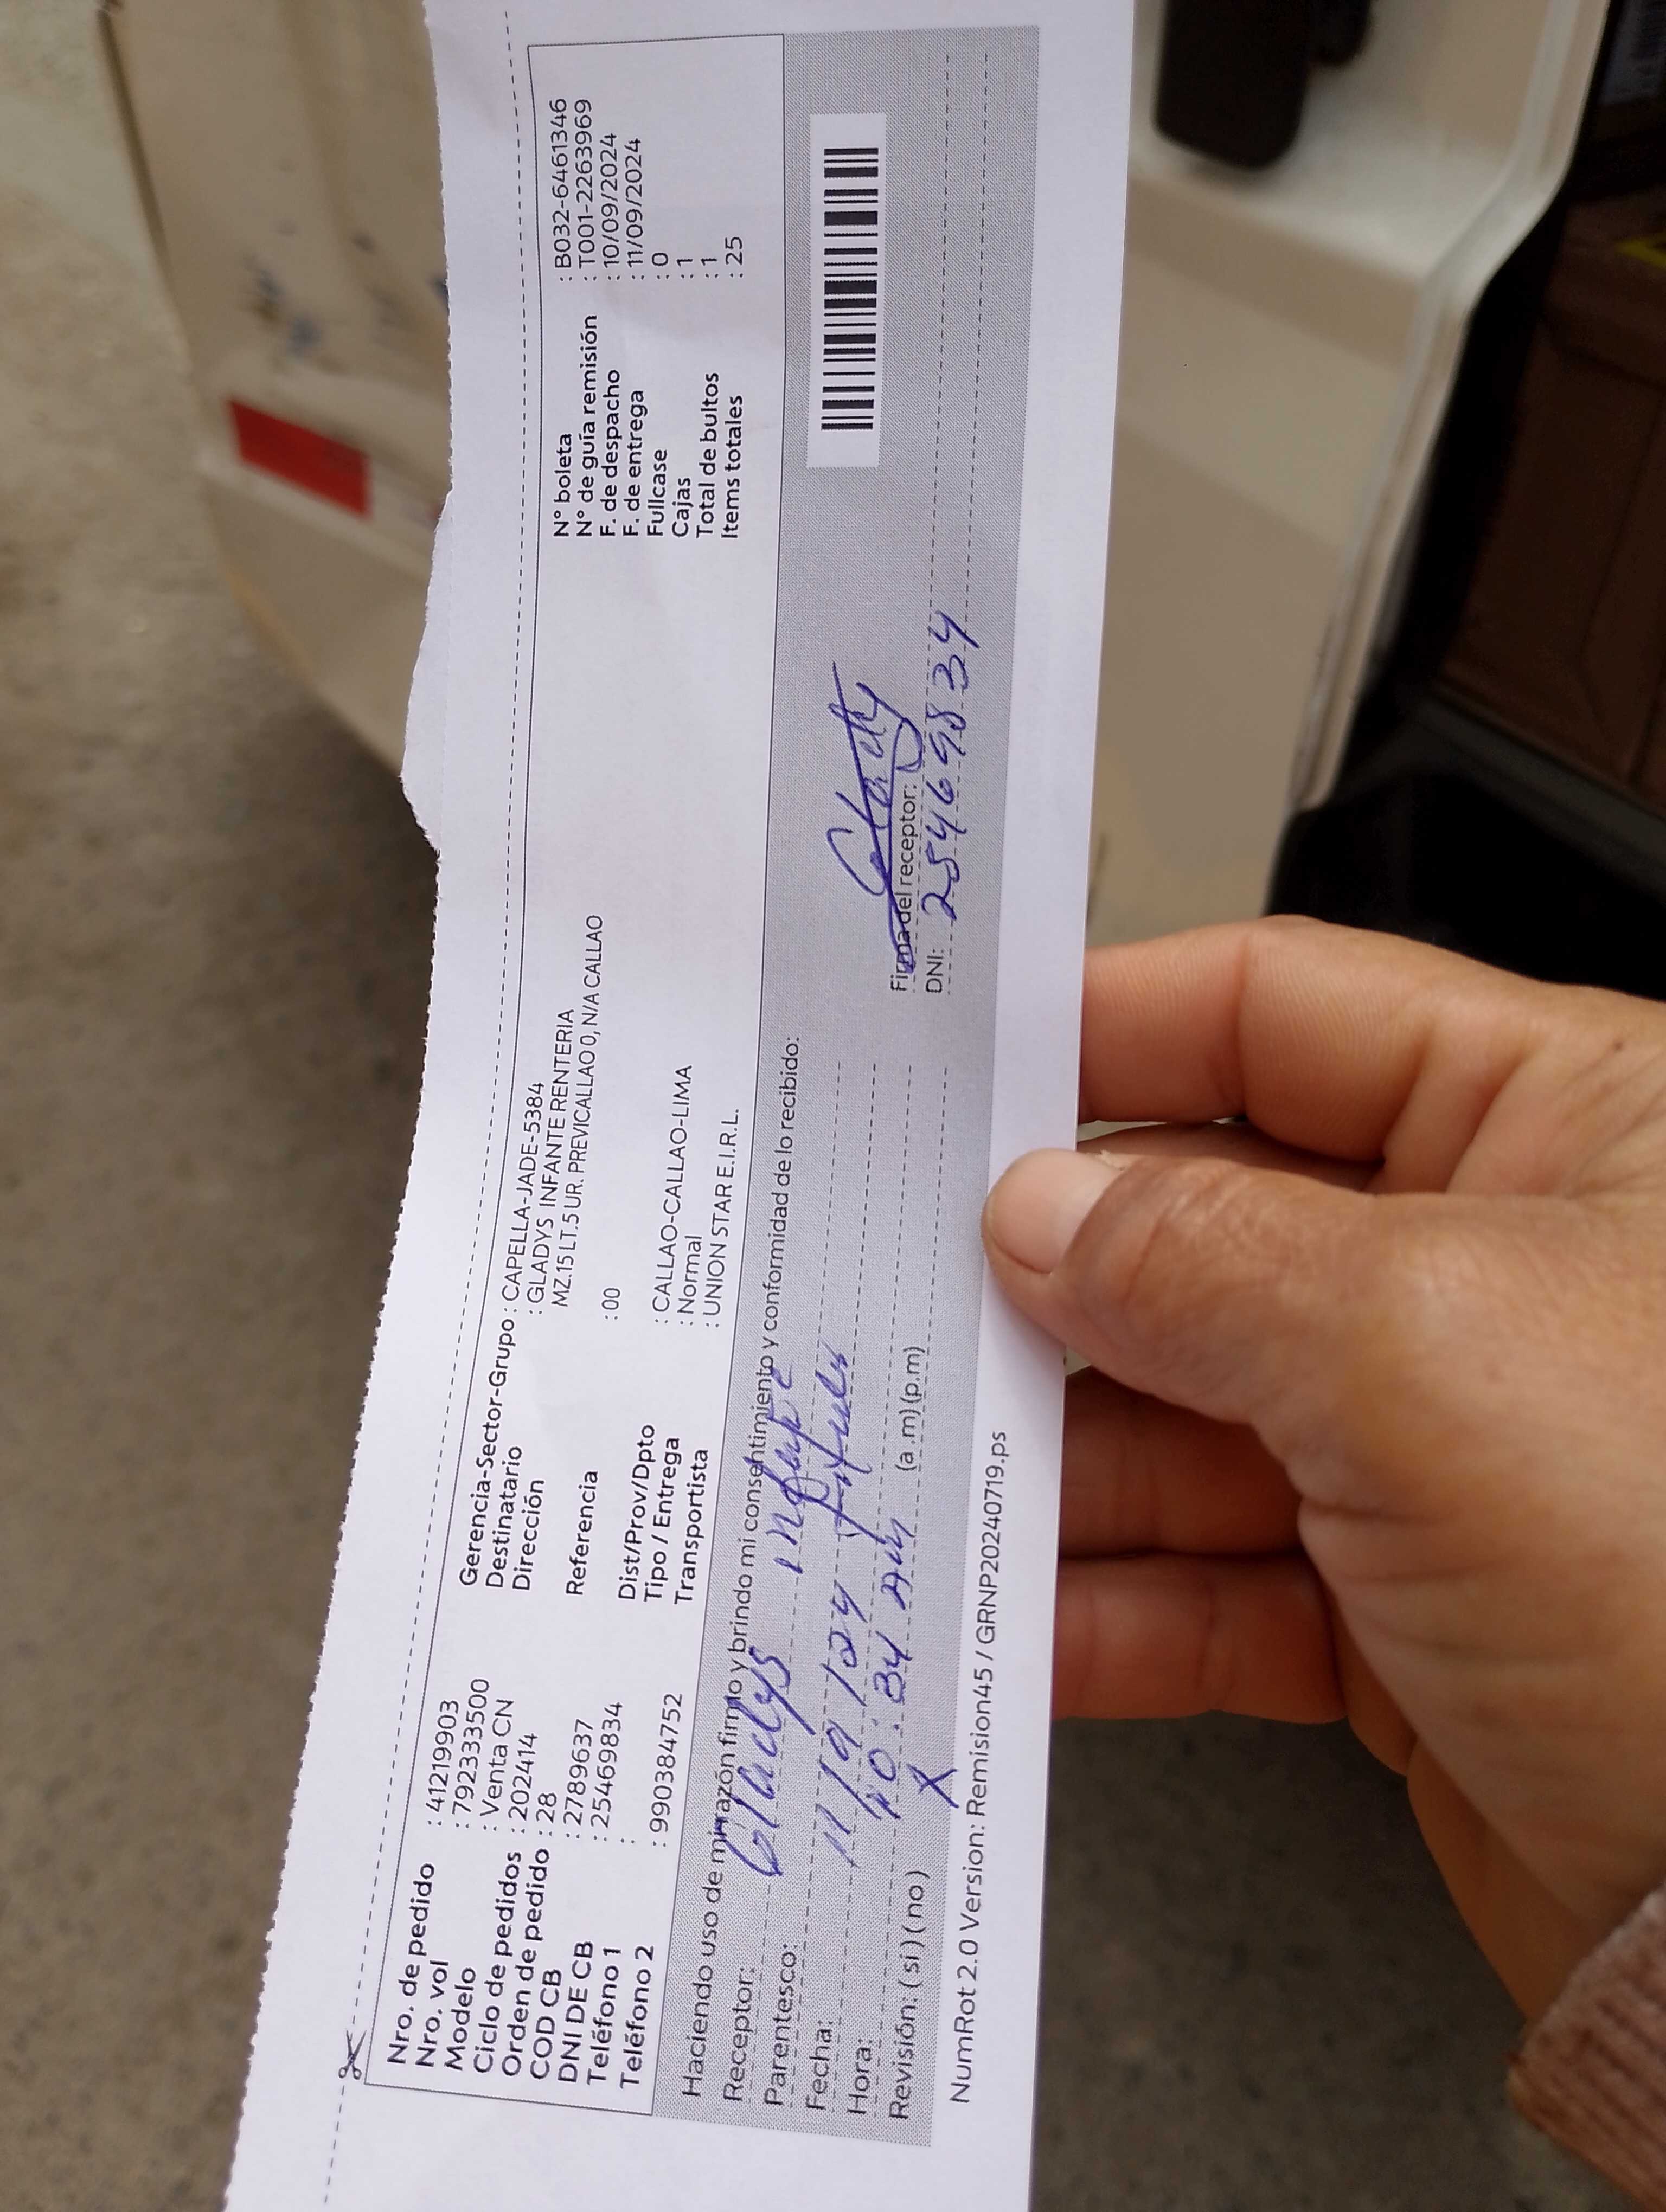 Nro. de pedido : 41219903
Nro. vol : 792333500
Modelo : Venta CN
Ciclo de pedidos : 202414
Orden de pedido : 28
COD CB : 2789637
DNI DE CB : 25469834
Teléfono 1 :
Teléfono 2 : 990384752
Gerencia-Sector-Grupo : CAPELLA-JADE-5384
Destinatario : GLADYS INFANTE RENTERIA
Dirección MZ.15 LT.5 UR. PREVICALLAO 0, N/A CALLAO
Referencia : 00
Dist/Prov/Dpto : CALLAO-CALLAO-LIMA
Tipo / Entrega : Normal
Transportista : UNION STAR E.I.R.L.
N° boleta : B032-6461346
N° de guía remisión : T001-2263969
F. de despacho : 10/09/2024
F. de entrega : 11/09/2024
Fullcase : 0
Cajas : 1
Total de bultos : 1
Items totales : 25
Haciendo uso de mi razón firmo y brindo mi consentimiento y conformidad de lo recibido:
Receptor: Gladys infante
Parentesco:
Fecha: 11/9/24
Hora: 10:34 AM (a.m) (p.m)
Revisión: (si) (no) X
Firma del receptor:
DNI: 25469834
NumRot 2.0 Version: Remision45 / GRNP20240719.ps